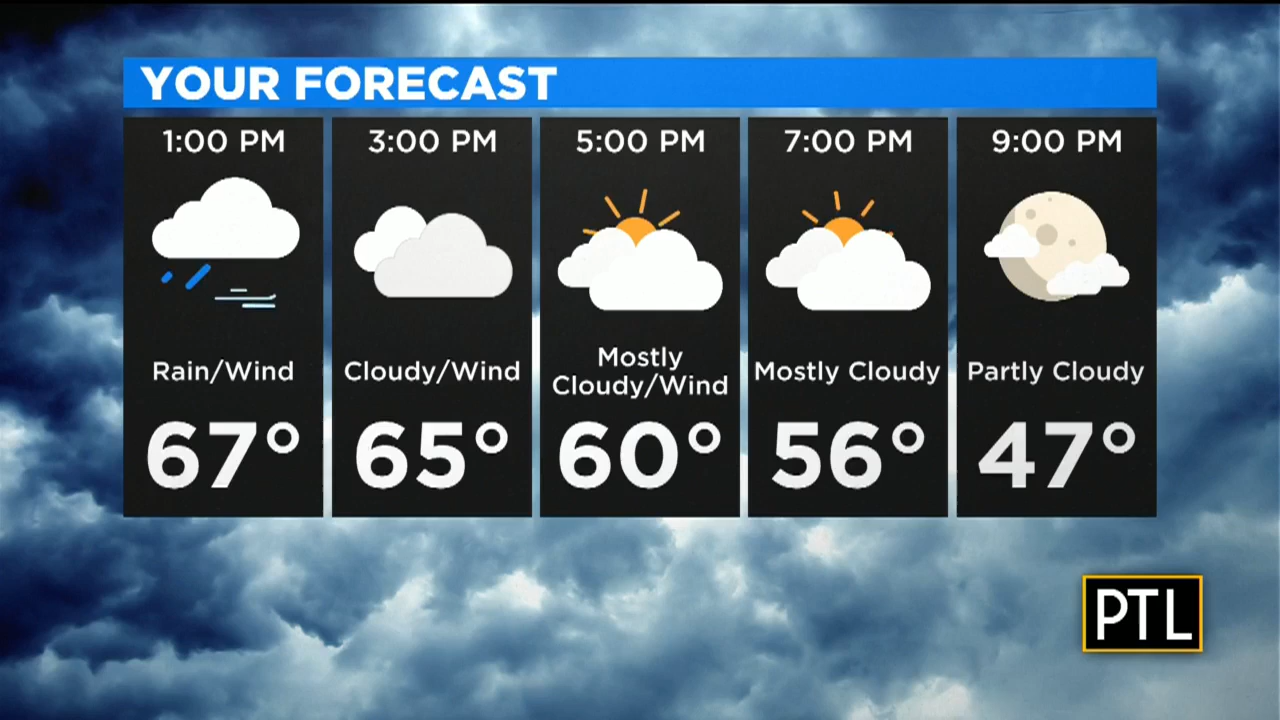 YOUR FORECAST
1:00 PM
Rain/Wind
67°
3:00 PM
Cloudy/Wind
65°
5:00 PM
Mostly
Cloudy/Wind
60°
7:00 PM
Mostly Cloudy
56°
9:00 PM
Partly Cloudy
47°
PTL